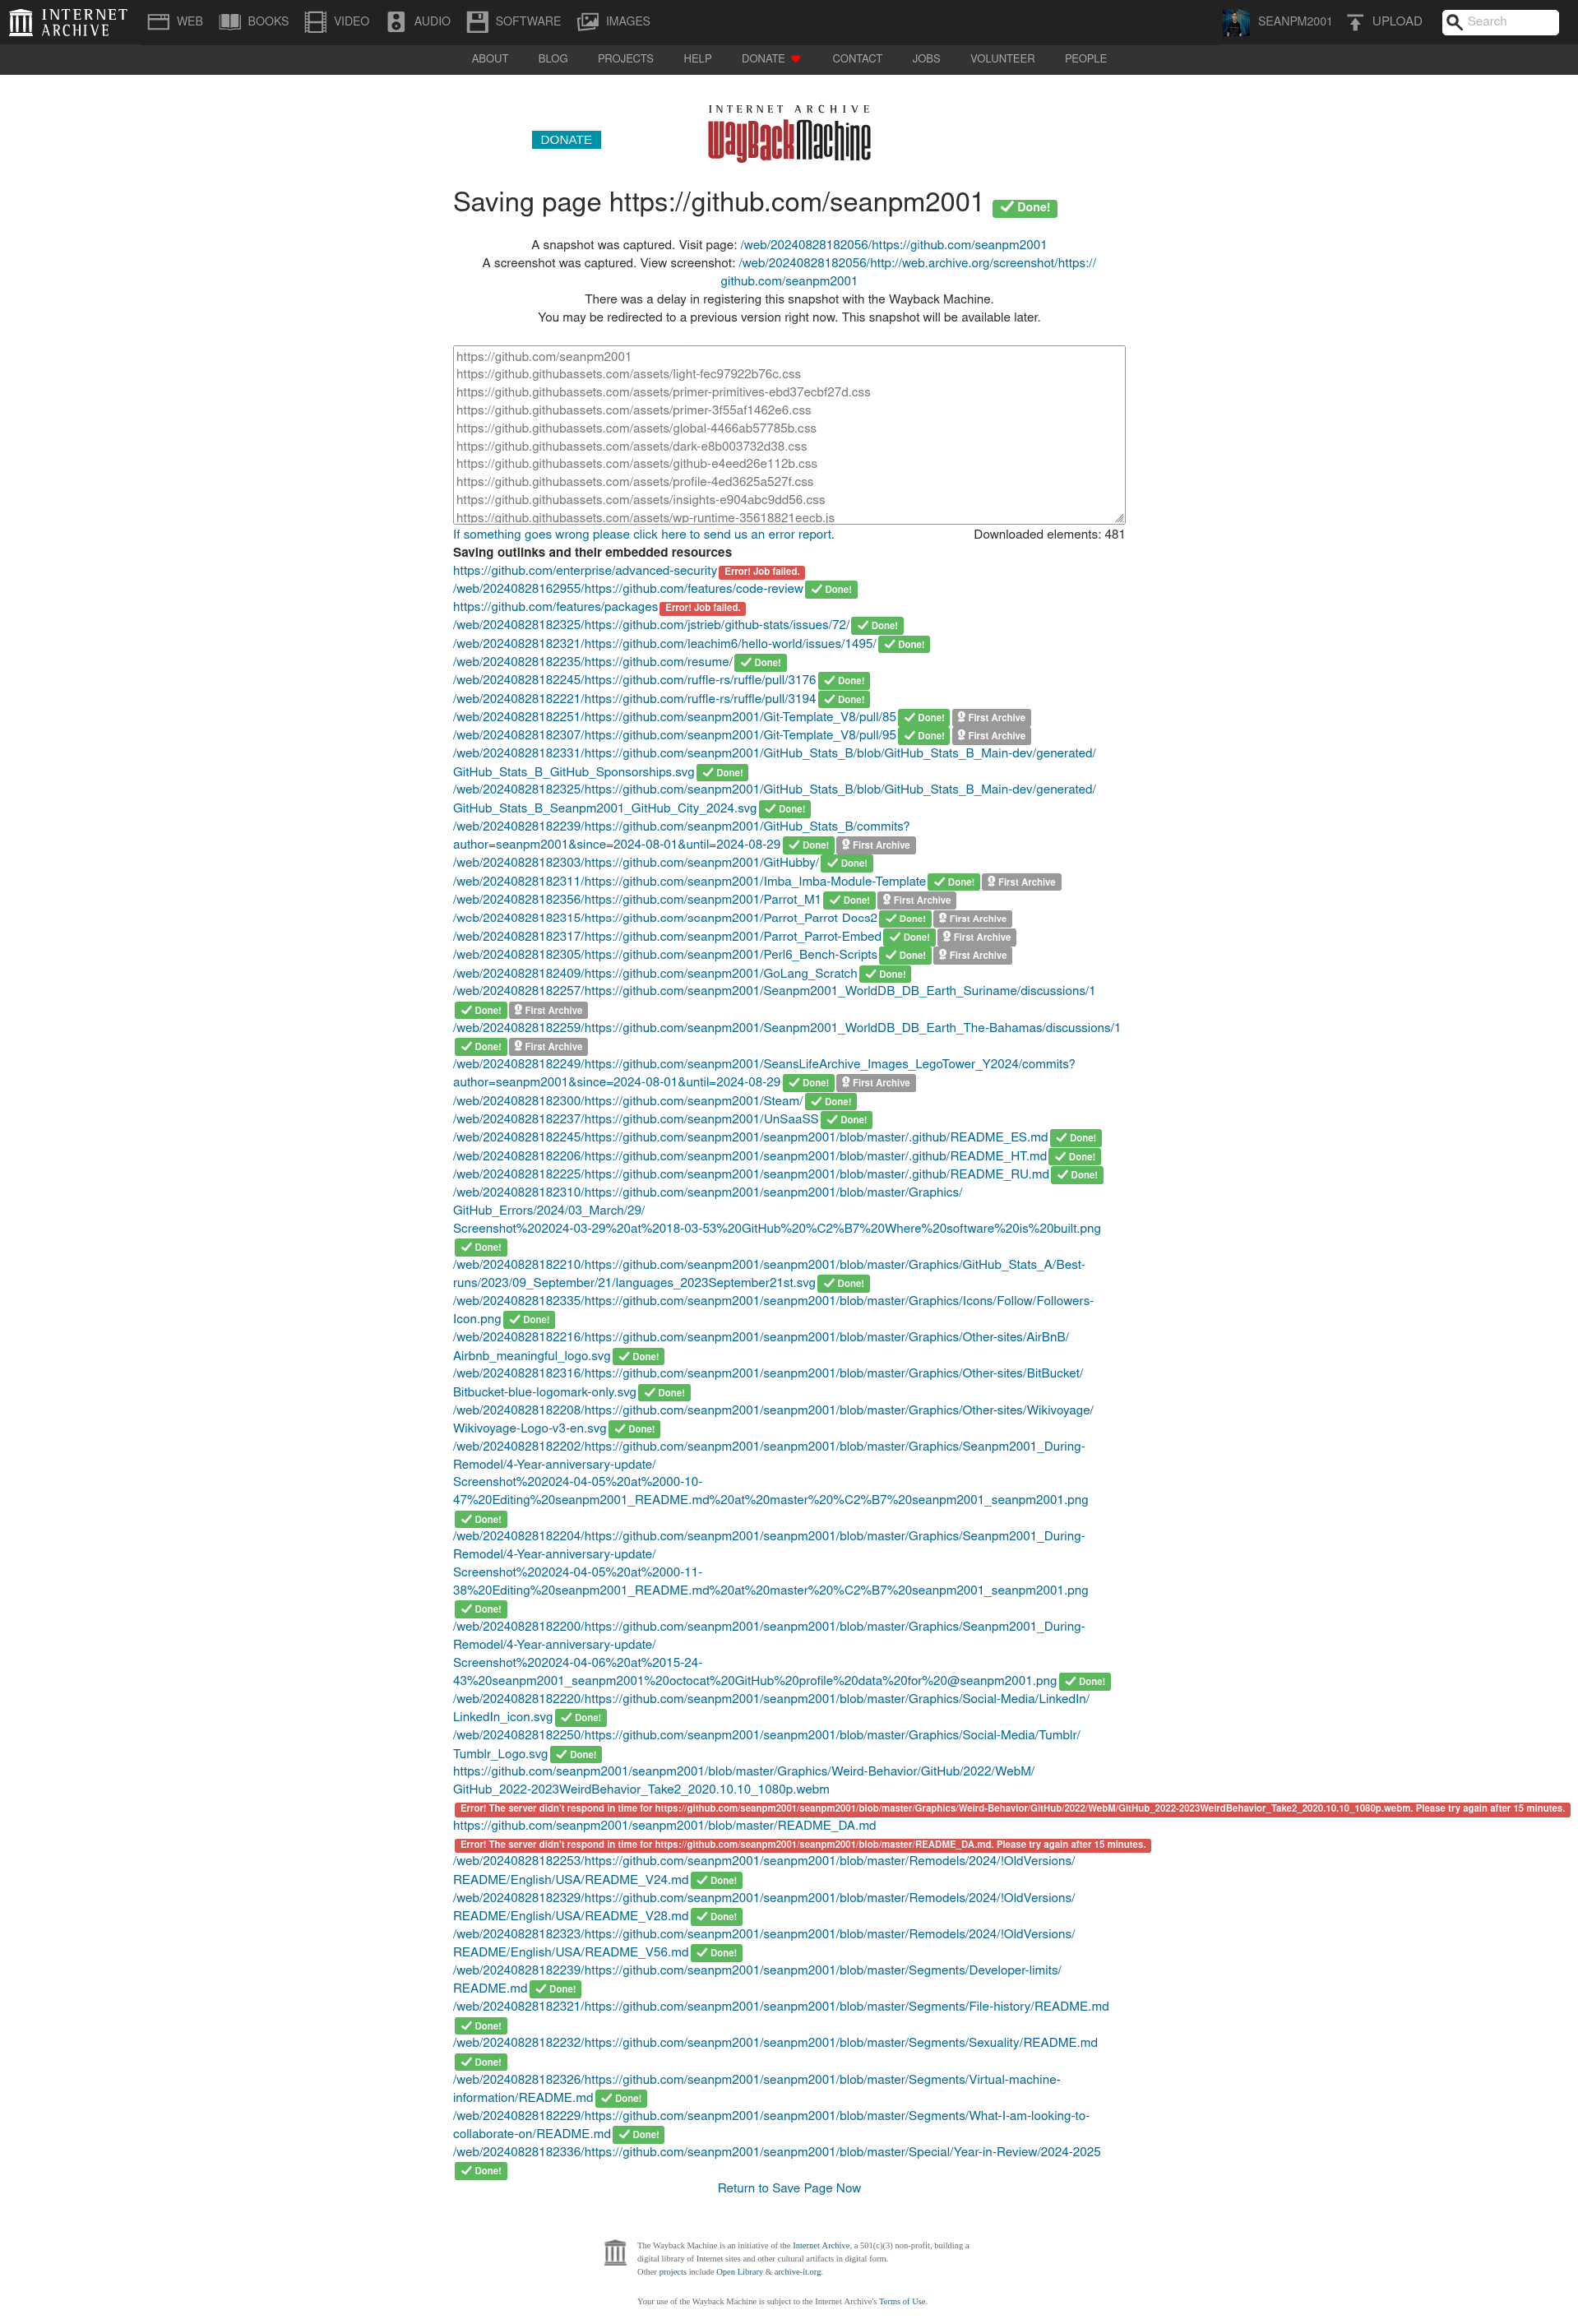 INTERNET ARCHIVE WEB BOOKS VIDEO AUDIO SOFTWARE IMAGES SEANPM2001 UPLOAD Search
ABOUT BLOG PROJECTS HELP DONATE CONTACT JOBS VOLUNTEER PEOPLE
INTERNET ARCHIVE
DONATE WayBackMachine
Saving page https://github.com/seanpm2001 Done!
A snapshot was captured. Visit page: /web/20240828182056/https://github.com/seanpm2001
A screenshot was captured. View screenshot: /web/20240828182056/http://web.archive.org/screenshot/https://
github.com/seanpm2001
There was a delay in registering this snapshot with the Wayback Machine.
You may be redirected to a previous version right now. This snapshot will be available later.
https://github.com/seanpm2001
https://github.githubassets.com/assets/light-fec97922b76c.css
https://github.githubassets.com/assets/primer-primitives-ebd37ecbf27d.css
https://github.githubassets.com/assets/primer-3f55af1462e6.css
https://github.githubassets.com/assets/global-4466ab57785b.css
https://github.githubassets.com/assets/dark-e8b003732d38.css
https://github.githubassets.com/assets/github-e4eed26e112b.css
https://github.githubassets.com/assets/profile-4ed3625a527f.css
https://github.githubassets.com/assets/insights-e904abc9dd56.css
https://github.githubassets.com/assets/wp-runtime-35618821eecb.js
If something goes wrong please click here to send us an error report. Downloaded elements: 481
Saving outlinks and their embedded resources
https://github.com/enterprise/advanced-security Error! Job failed.
/web/20240828162955/https://github.com/features/code-review Done!
https://github.com/features/packages Error! Job failed.
/web/20240828182325/https://github.com/jstrieb/github-stats/issues/72/ Done!
/web/20240828182321/https://github.com/leachim6/hello-world/issues/1495/ Done!
/web/20240828182235/https://github.com/resume/ Done!
/web/20240828182245/https://github.com/ruffle-rs/ruffle/pull/3176 Done!
/web/20240828182221/https://github.com/ruffle-rs/ruffle/pull/3194 Done!
/web/20240828182251/https://github.com/seanpm2001/Git-Template_V8/pull/85 Done! First Archive
/web/20240828182307/https://github.com/seanpm2001/Git-Template_V8/pull/95 Done! First Archive
/web/20240828182331/https://github.com/seanpm2001/GitHub_Stats_B/blob/GitHub_Stats_B_Main-dev/generated/
GitHub_Stats_B_GitHub_Sponsorships.svg Done!
/web/20240828182325/https://github.com/seanpm2001/GitHub_Stats_B/blob/GitHub_Stats_B_Main-dev/generated/
GitHub_Stats_B_Seanpm2001_GitHub_City_2024.svg Done!
/web/20240828182239/https://github.com/seanpm2001/GitHub_Stats_B/commits?
author=seanpm2001&since=2024-08-01&until=2024-08-29 Done! First Archive
/web/20240828182303/https://github.com/seanpm2001/GitHubby/ Done!
/web/20240828182311/https://github.com/seanpm2001/Imba_Imba-Module-Template Done! First Archive
/web/20240828182356/https://github.com/seanpm2001/Parrot_M1 Done! First Archive
/web/20240828182315/https://github.com/seanpm2001/Parrot_Parrot-Docs2 Done! First Archive
/web/20240828182317/https://github.com/seanpm2001/Parrot_Parrot-Embed Done! First Archive
/web/20240828182305/https://github.com/seanpm2001/Perl6_Bench-Scripts Done! First Archive
/web/20240828182409/https://github.com/seanpm2001/GoLang_Scratch Done!
/web/20240828182257/https://github.com/seanpm2001/Seanpm2001_WorldDB_DB_Earth_Suriname/discussions/1
Done! First Archive
/web/20240828182259/https://github.com/seanpm2001/Seanpm2001_WorldDB_DB_Earth_The-Bahamas/discussions/1
Done! First Archive
/web/20240828182249/https://github.com/seanpm2001/SeansLifeArchive_Images_LegoTower_Y2024/commits?
author=seanpm2001&since=2024-08-01&until=2024-08-29 Done! First Archive
/web/20240828182300/https://github.com/seanpm2001/Steam/ Done!
/web/20240828182237/https://github.com/seanpm2001/UnSaaSS Done!
/web/20240828182245/https://github.com/seanpm2001/seanpm2001/blob/master/.github/README_ES.md Done!
/web/20240828182206/https://github.com/seanpm2001/seanpm2001/blob/master/.github/README_HT.md Done!
/web/20240828182225/https://github.com/seanpm2001/seanpm2001/blob/master/.github/README_RU.md Done!
/web/20240828182310/https://github.com/seanpm2001/seanpm2001/blob/master/Graphics/
GitHub_Errors/2024/03_March/29/
Screenshot%202024-03-29%20at%2018-03-53%20GitHub%20%C2%B7%20Where%20software%20is%20built.png
Done!
/web/20240828182210/https://github.com/seanpm2001/seanpm2001/blob/master/Graphics/GitHub_Stats_A/Best-
runs/2023/09_September/21/languages_2023September21st.svg Done!
/web/20240828182335/https://github.com/seanpm2001/seanpm2001/blob/master/Graphics/Icons/Follow/Followers-
Icon.png Done!
/web/20240828182216/https://github.com/seanpm2001/seanpm2001/blob/master/Graphics/Other-sites/AirBnB/
Airbnb_meaningful_logo.svg Done!
/web/20240828182316/https://github.com/seanpm2001/seanpm2001/blob/master/Graphics/Other-sites/BitBucket/
Bitbucket-blue-logomark-only.svg Done!
/web/20240828182208/https://github.com/seanpm2001/seanpm2001/blob/master/Graphics/Other-sites/Wikivoyage/
Wikivoyage-Logo-v3-en.svg Done!
/web/20240828182202/https://github.com/seanpm2001/seanpm2001/blob/master/Graphics/Seanpm2001_During-
Remodel/4-Year-anniversary-update/
Screenshot%202024-04-05%20at%2000-10-
47%20Editing%20seanpm2001_README.md%20at%20master%20%C2%B7%20seanpm2001_seanpm2001.png
Done!
/web/20240828182204/https://github.com/seanpm2001/seanpm2001/blob/master/Graphics/Seanpm2001_During-
Remodel/4-Year-anniversary-update/
Screenshot%202024-04-05%20at%2000-11-
38%20Editing%20seanpm2001_README.md%20at%20master%20%C2%B7%20seanpm2001_seanpm2001.png
Done!
/web/20240828182200/https://github.com/seanpm2001/seanpm2001/blob/master/Graphics/Seanpm2001_During-
Remodel/4-Year-anniversary-update/
Screenshot%202024-04-06%20at%2015-24-
43%20seanpm2001_seanpm2001%20octocat%20GitHub%20profile%20data%20for%20@seanpm2001.png Done!
/web/20240828182220/https://github.com/seanpm2001/seanpm2001/blob/master/Graphics/Social-Media/LinkedIn/
LinkedIn_icon.svg Done!
/web/20240828182250/https://github.com/seanpm2001/seanpm2001/blob/master/Graphics/Social-Media/Tumblr/
Tumblr_Logo.svg Done!
https://github.com/seanpm2001/seanpm2001/blob/master/Graphics/Weird-Behavior/GitHub/2022/WebM/
GitHub_2022-2023WeirdBehavior_Take2_2020.10.10_1080p.webm
Error! The server didn't respond in time for https://github.com/seanpm2001/seanpm2001/blob/master/Graphics/Weird-Behavior/GitHub/2022/WebM/GitHub_2022-2023WeirdBehavior_Take2_2020.10.10_1080p.webm. Please try again after 15 minutes.
https://github.com/seanpm2001/seanpm2001/blob/master/README_DA.md
Error! The server didn't respond in time for https://github.com/seanpm2001/seanpm2001/blob/master/README_DA.md. Please try again after 15 minutes.
/web/20240828182253/https://github.com/seanpm2001/seanpm2001/blob/master/Remodels/2024/!OldVersions/
README/English/USA/README_V24.md Done!
/web/20240828182329/https://github.com/seanpm2001/seanpm2001/blob/master/Remodels/2024/!OldVersions/
README/English/USA/README_V28.md Done!
/web/20240828182323/https://github.com/seanpm2001/seanpm2001/blob/master/Remodels/2024/!OldVersions/
README/English/USA/README_V56.md Done!
/web/20240828182239/https://github.com/seanpm2001/seanpm2001/blob/master/Segments/Developer-limits/
README.md Done!
/web/20240828182321/https://github.com/seanpm2001/seanpm2001/blob/master/Segments/File-history/README.md
Done!
/web/20240828182232/https://github.com/seanpm2001/seanpm2001/blob/master/Segments/Sexuality/README.md
Done!
/web/20240828182326/https://github.com/seanpm2001/seanpm2001/blob/master/Segments/Virtual-machine-
information/README.md Done!
/web/20240828182229/https://github.com/seanpm2001/seanpm2001/blob/master/Segments/What-I-am-looking-to-
collaborate-on/README.md Done!
/web/20240828182336/https://github.com/seanpm2001/seanpm2001/blob/master/Special/Year-in-Review/2024-2025
Done!
Return to Save Page Now
The Wayback Machine is an initiative of the Internet Archive, a 501(c)(3) non-profit, building a
digital library of Internet sites and other cultural artifacts in digital form.
Other projects include Open Library & archive-it.org.
Your use of the Wayback Machine is subject to the Internet Archive's Terms of Use.